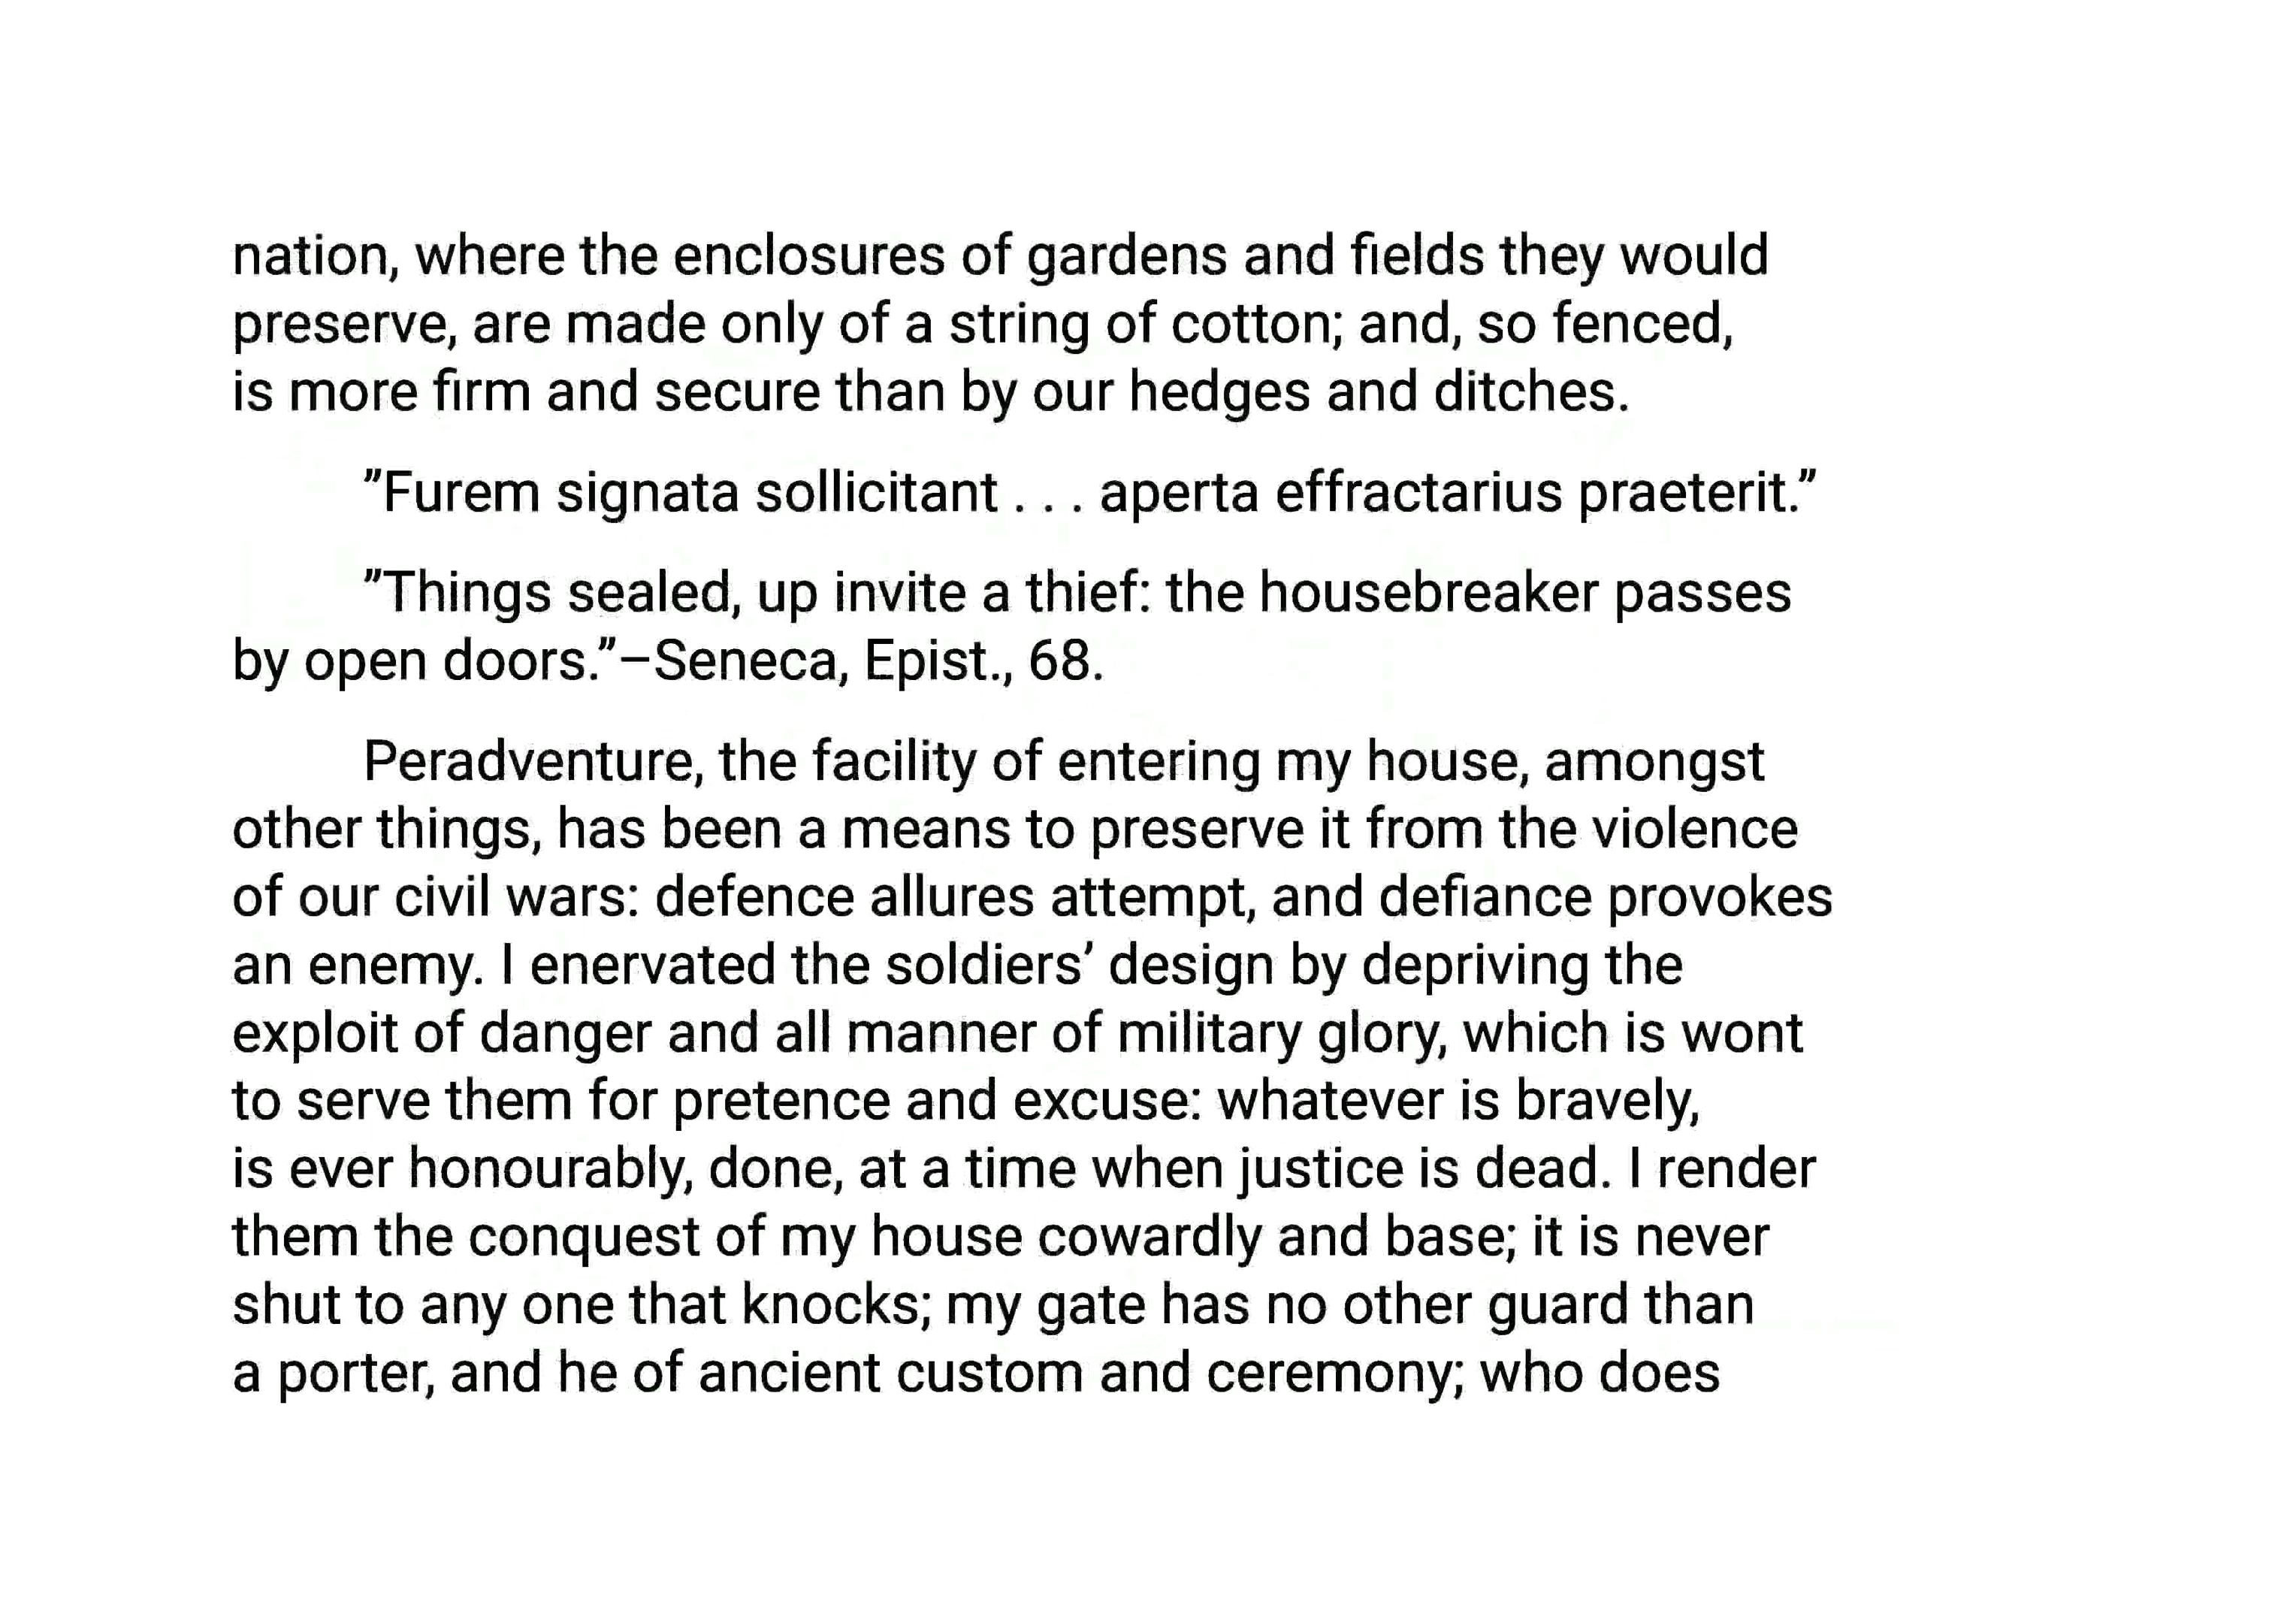 nation, where the enclosures of gardens and fields they would
preserve, are made only of a string of cotton; and, so fenced,
is more firm and secure than by our hedges and ditches.
”Furem signata sollicitant . . . aperta effractarius praeterit.”
”Things sealed, up invite a thief: the housebreaker passes
by open doors.”–Seneca, Epist., 68.
Peradventure, the facility of entering my house, amongst
other things, has been a means to preserve it from the violence
of our civil wars: defence allures attempt, and defiance provokes
an enemy. I enervated the soldiers’ design by depriving the
exploit of danger and all manner of military glory, which is wont
to serve them for pretence and excuse: whatever is bravely,
is ever honourably, done, at a time when justice is dead. I render
them the conquest of my house cowardly and base; it is never
shut to any one that knocks; my gate has no other guard than
a porter, and he of ancient custom and ceremony; who does